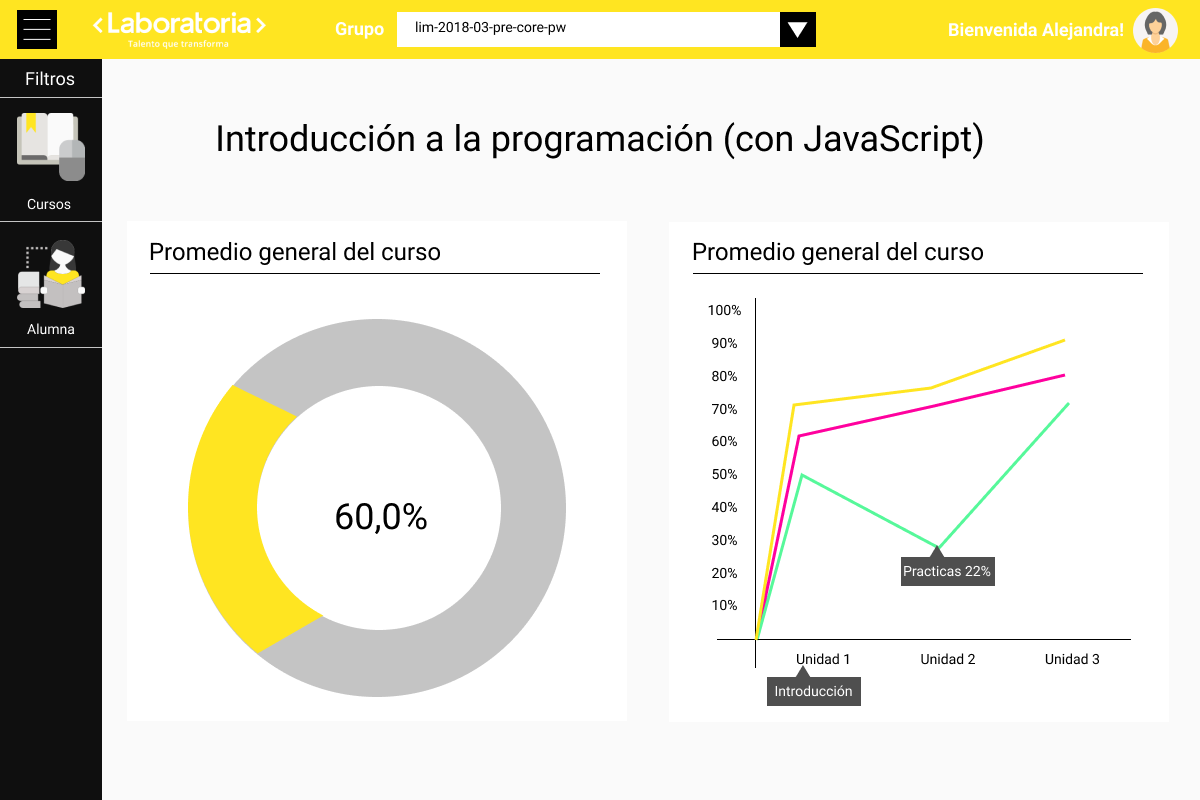 <Laboratoria>
Talento que transforma
Grupo
lim-2018-03-pre-core-pw
Bienvenida Alejandra!
Filtros
Cursos
Alumna
Introducción a la programación (con JavaScript)
Promedio general del curso
60,0%
Promedio general del curso
100%
90%
80%
70%
60%
50%
40%
30%
20%
10%
Practicas 22%
Unidad 1
Unidad 2
Unidad 3
Introducción